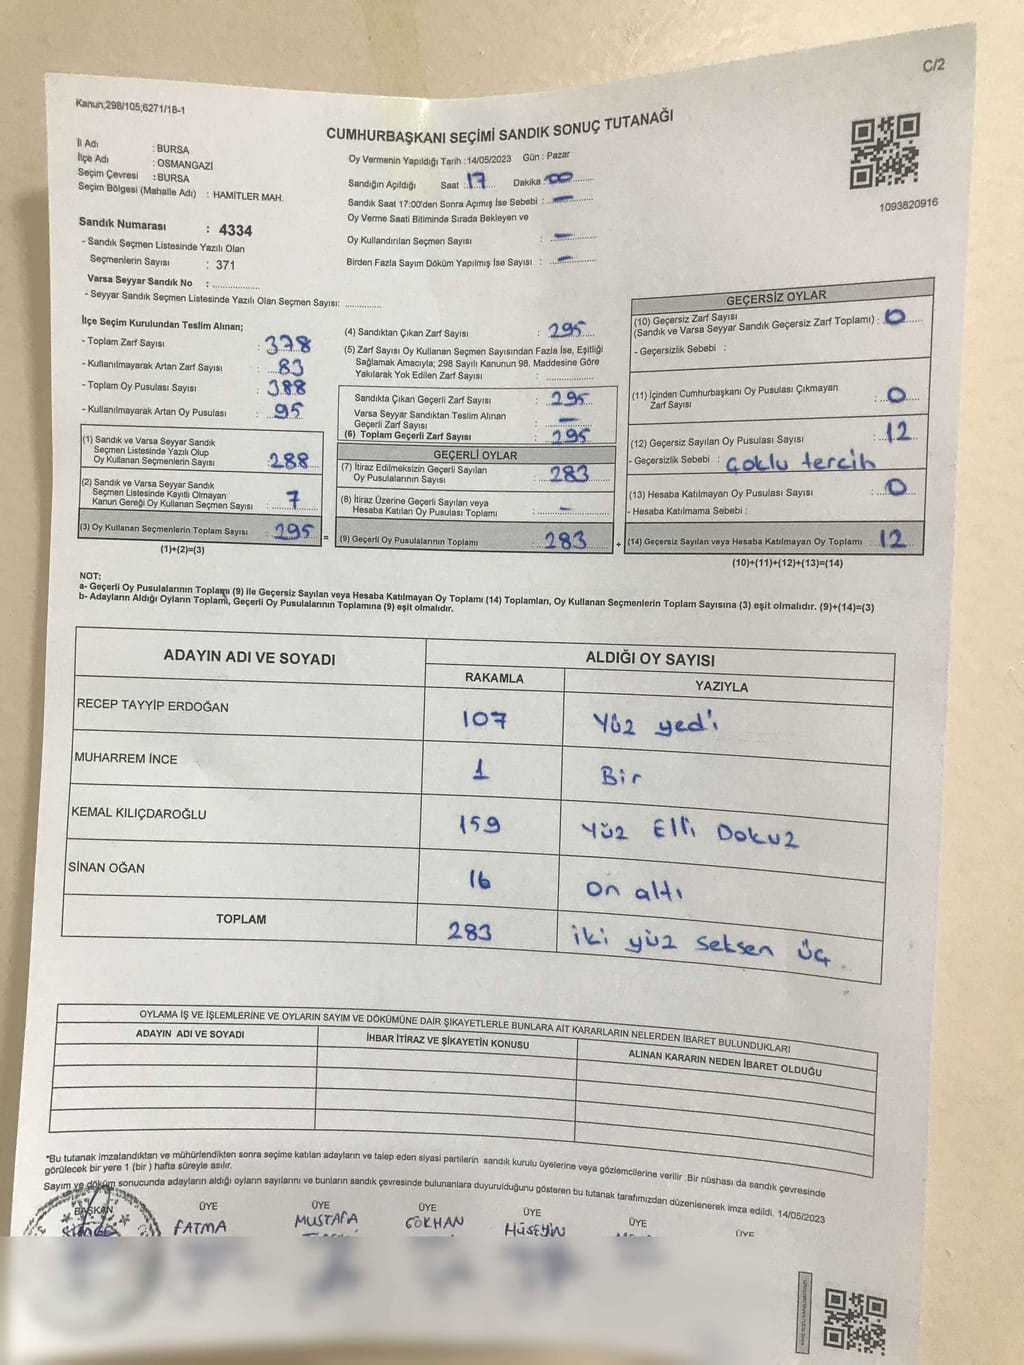 C/2
Kanun;298/105;6271/18-1
CUMHURBAŞKANI SEÇİMİ SANDIK SONUÇ TUTANAĞI
İl Adı : BURSA
İlçe Adı : OSMANGAZİ
Seçim Çevresi : BURSA
Seçim Bölgesi (Mahalle Adı) : HAMİTLER MAH.
Oy Vermenin Yapıldığı Tarih : 14/05/2023 Gün : Pazar
Sandığın Açıldığı Saat : 17 Dakika : 00
Sandık Saat 17:00'den Sonra Açımış İse Sebebi : –
Oy Verme Saati Bitiminde Sırada Bekleyen ve
Oy Kullandırılan Seçmen Sayısı : –
Birden Fazla Sayım Döküm Yapılmış İse Sayısı : –
1093820916
Sandık Numarası : 4334
- Sandık Seçmen Listesinde Yazılı Olan
Seçmenlerin Sayısı : 371
Varsa Seyyar Sandık No : ..............
- Seyyar Sandık Seçmen Listesinde Yazılı Olan Seçmen Sayısı: ............
İlçe Seçim Kurulundan Teslim Alınan;
- Toplam Zarf Sayısı : 378
- Kullanılmayarak Artan Zarf Sayısı : 83
- Toplam Oy Pusulası Sayısı : 388
- Kullanılmayarak Artan Oy Pusulası : 95
(1) Sandık ve Varsa Seyyar Sandık
Seçmen Listesinde Yazılı Olup
Oy Kullanan Seçmenlerin Sayısı : 288
(2) Sandık ve Varsa Seyyar Sandık
Seçmen Listesinde Kayıtlı Olmayan
Kanun Gereği Oy Kullanan Seçmen Sayısı : 7
(3) Oy Kullanan Seçmenlerin Toplam Sayısı : 295 =
(1)+(2)=(3)
(4) Sandıktan Çıkan Zarf Sayısı : 295
(5) Zarf Sayısı Oy Kullanan Seçmen Sayısından Fazla İse, Eşitliği
Sağlamak Amacıyla; 298 Sayılı Kanunun 98. Maddesine Göre
Yakılarak Yok Edilen Zarf Sayısı : ..............
Sandıkta Çıkan Geçerli Zarf Sayısı : 295
Varsa Seyyar Sandıktan Teslim Alınan
Geçerli Zarf Sayısı : –
(6) Toplam Geçerli Zarf Sayısı : 295
GEÇERLİ OYLAR
(7) İtiraz Edilmeksizin Geçerli Sayılan
Oy Pusulalarının Sayısı : 283
(8) İtiraz Üzerine Geçerli Sayılan veya
Hesaba Katılan Oy Pusulası Toplamı : –
(9) Geçerli Oy Pusulalarının Toplamı : 283 +
GEÇERSİZ OYLAR
(10) Geçersiz Zarf Sayısı
(Sandık ve Varsa Seyyar Sandık Geçersiz Zarf Toplamı) : 0
- Geçersizlik Sebebi :
(11) İçinden Cumhurbaşkanı Oy Pusulası Çıkmayan
Zarf Sayısı : 0
(12) Geçersiz Sayılan Oy Pusulası Sayısı : 12
- Geçersizlik Sebebi : Çoklu tercih
(13) Hesaba Katılmayan Oy Pusulası Sayısı : 0
- Hesaba Katılmama Sebebi :
(14) Geçersiz Sayılan veya Hesaba Katılmayan Oy Toplamı : 12
(10)+(11)+(12)+(13)=(14)
NOT:
a- Geçerli Oy Pusulalarının Toplamı (9) ile Geçersiz Sayılan veya Hesaba Katılmayan Oy Toplamı (14) Toplamları, Oy Kullanan Seçmenlerin Toplam Sayısına (3) eşit olmalıdır. (9)+(14)=(3)
b- Adayların Aldığı Oyların Toplamı, Geçerli Oy Pusulalarının Toplamına (9) eşit olmalıdır.
ADAYIN ADI VE SOYADI ALDIĞI OY SAYISI
RAKAMLA YAZIYLA
RECEP TAYYİP ERDOĞAN 107 Yüz yedi
MUHARREM İNCE 1 Bir
KEMAL KILIÇDAROĞLU 159 Yüz Elli Dokuz
SİNAN OĞAN 16 On altı
TOPLAM 283 iki yüz seksen üç
OYLAMA İŞ VE İŞLEMLERİNE VE OYLARIN SAYIM VE DÖKÜMÜNE DAİR ŞİKAYETLERLE BUNLARA AİT KARARLARIN NELERDEN İBARET BULUNDUKLARI
ADAYIN ADI VE SOYADI İHBAR İTİRAZ VE ŞİKAYETİN KONUSU ALINAN KARARIN NEDEN İBARET OLDUĞU
*Bu tutanak imzalandıktan ve mühürlendikten sonra seçime katılan adayların ve talep eden siyasi partilerin sandık kurulu üyelerine veya gözlemcilerine verilir. Bir nüshası da sandık çevresinde
görülecek bir yere 1 (bir ) hafta süreyle asılır.
Sayım ve döküm sonucunda adayların aldığı oyların sayılarını ve bunların sandık çevresinde bulunanlara duyurulduğunu gösteren bu tutanak tarafımızdan düzenlenerek imza edildi. 14/05/2023
BAŞKAN ÜYE ÜYE ÜYE ÜYE ÜYE ÜYE
FATMA MUSTAFA GÖKHAN HÜSEYİN